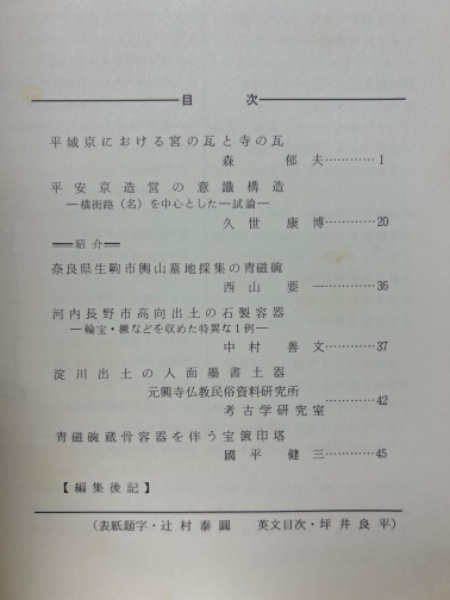 目次
平城京における宮の瓦と寺の瓦
森郁夫…………1
平安京造営の意識構造
―横街路（名）を中心とした一試論―
久世康博…………20
＝紹介＝
奈良県生駒市輿山墓地採集の青磁碗
西山要一…………36
河内長野市高向出土の石製容器
―輪宝・橛などを収めた特異な１例―
中村善文…………37
淀川出土の人面墨書土器
元興寺仏教民俗資料研究所
考古学研究室…………42
青磁碗蔵骨容器を伴う宝篋印塔
國平健三…………45
【編集後記】
（表紙題字・辻村泰圓　英文目次・坪井良平）